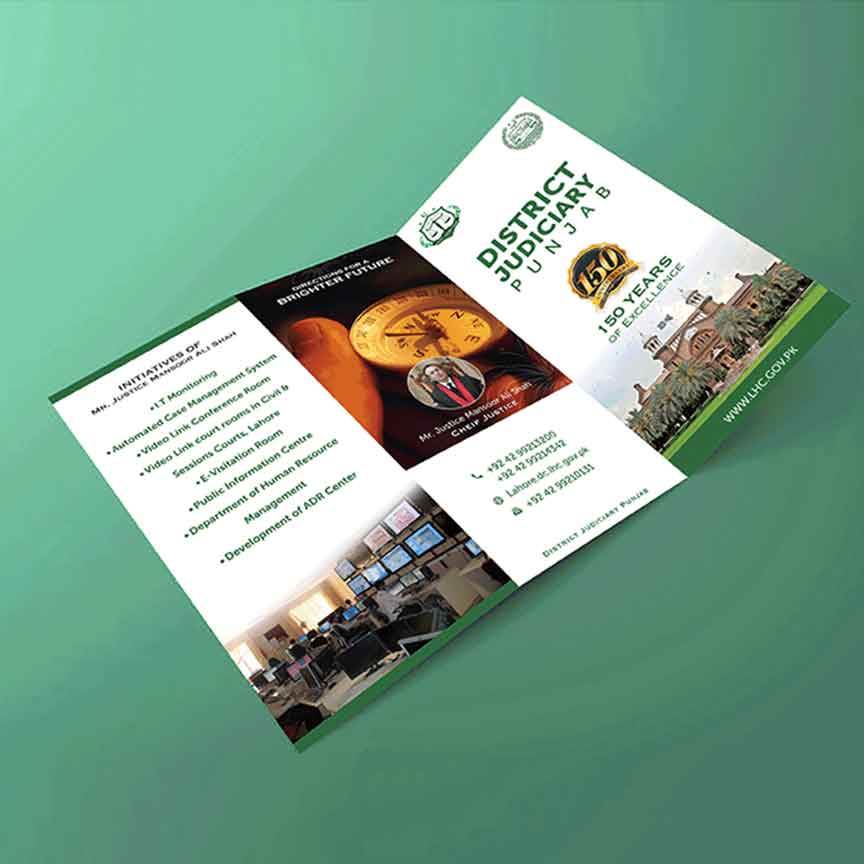 INITIATIVES OF
MR. JUSTICE MANSOOR ALI SHAH
•I.T Monitoring
•Automated Case Management System
•Video Link Conference Room
•Video Link court rooms in Civil &
Sessions Courts, Lahore
•E-Visitation Room
•Public Information Centre
•Department of Human Resource
Management
•Development of ADR Center
DIRECTIONS FOR A
BRIGHTER FUTURE
Mr. Justice Mansoor Ali Shah
CHEIF JUSTICE
+92 42 99213200
+92 42 99214342
Lahore.dc.lhc.gov.pk
+92 42 99210131
DISTRICT JUDICIARY PUNJAB
DISTRICT
JUDICIARY
PUNJAB
150
150 YEARS
OF EXCELLENCE
WWW.LHC.GOV.PK